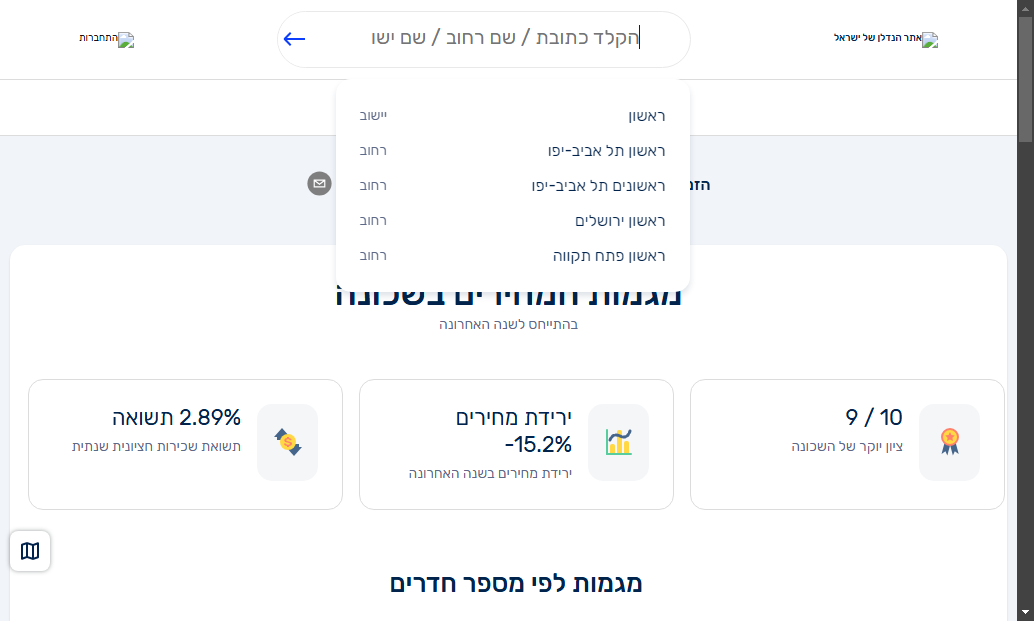 אתר הנדלן של ישראל
הקלד כתובת / שם רחוב / שם ישו
התחברות
ראשון יישוב
ראשון תל אביב-יפו רחוב
ראשונים תל אביב-יפו רחוב
ראשון ירושלים רחוב
ראשון פתח תקווה רחוב
מגמות המחירים בשכונה
בהתייחס לשנה האחרונה
9 / 10
ציון יוקר של השכונה
ירידת מחירים
-15.2%
ירידת מחירים בשנה האחרונה
2.89% תשואה
תשואת שכירות חציונית שנתית
מגמות לפי מספר חדרים